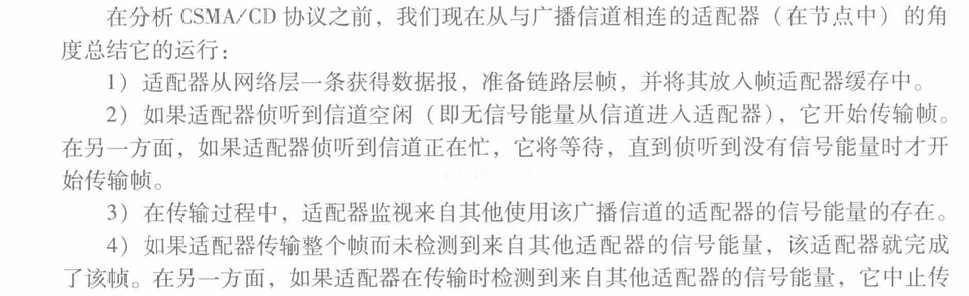 在分析 CSMA/CD 协议之前，我们现在从与广播信道相连的适配器（在节点中）的角
度总结它的运行：
1）适配器从网络层一条获得数据报，准备链路层帧，并将其放入帧适配器缓存中。
2）如果适配器侦听到信道空闲（即无信号能量从信道进入适配器），它开始传输帧。
在另一方面，如果适配器侦听到信道正在忙，它将等待，直到侦听到没有信号能量时才开
始传输帧。
3）在传输过程中，适配器监视来自其他使用该广播信道的适配器的信号能量的存在。
4）如果适配器传输整个帧而未检测到来自其他适配器的信号能量，该适配器就完成
了该帧。在另一方面，如果适配器在传输时检测到来自其他适配器的信号能量，它中止传